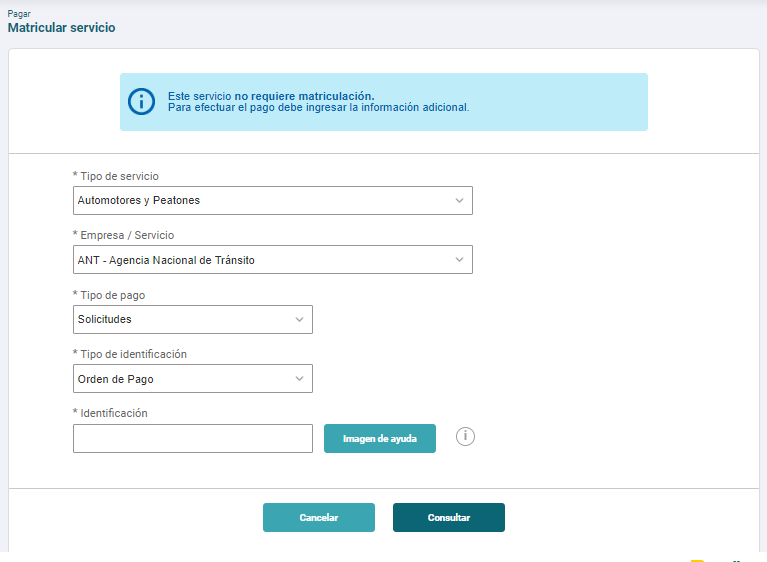 Pagar
Matricular servicio
Este servicio no requiere matriculación.
Para efectuar el pago debe ingresar la información adicional.
* Tipo de servicio
Automotores y Peatones
* Empresa / Servicio
ANT - Agencia Nacional de Tránsito
* Tipo de pago
Solicitudes
* Tipo de identificación
Orden de Pago
* Identificación
Imagen de ayuda
Cancelar
Consultar